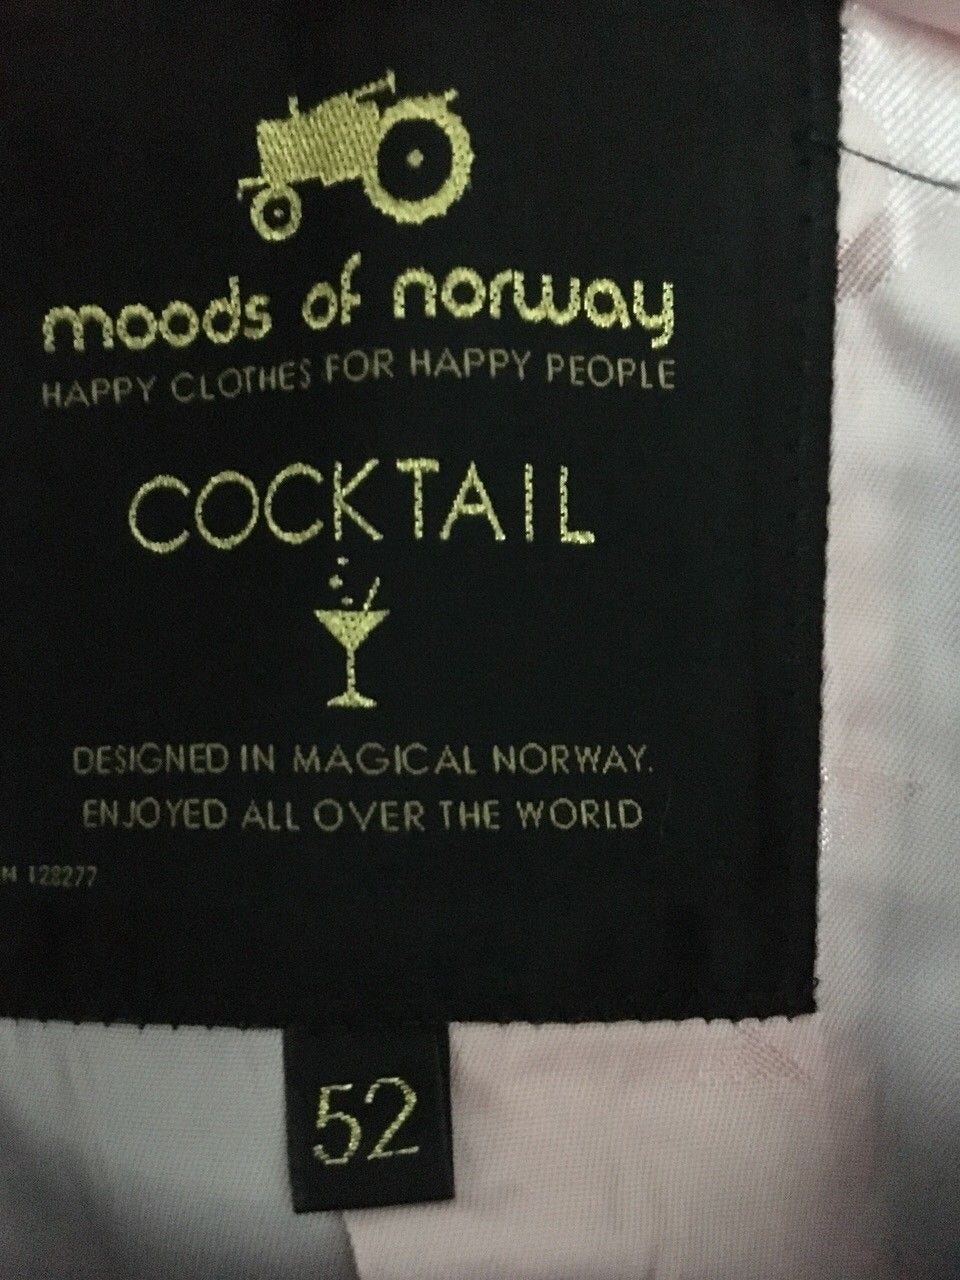 moods of norway
HAPPY CLOTHES FOR HAPPY PEOPLE
COCKTAIL
DESIGNED IN MAGICAL NORWAY.
ENJOYED ALL OVER THE WORLD
N 128277
52